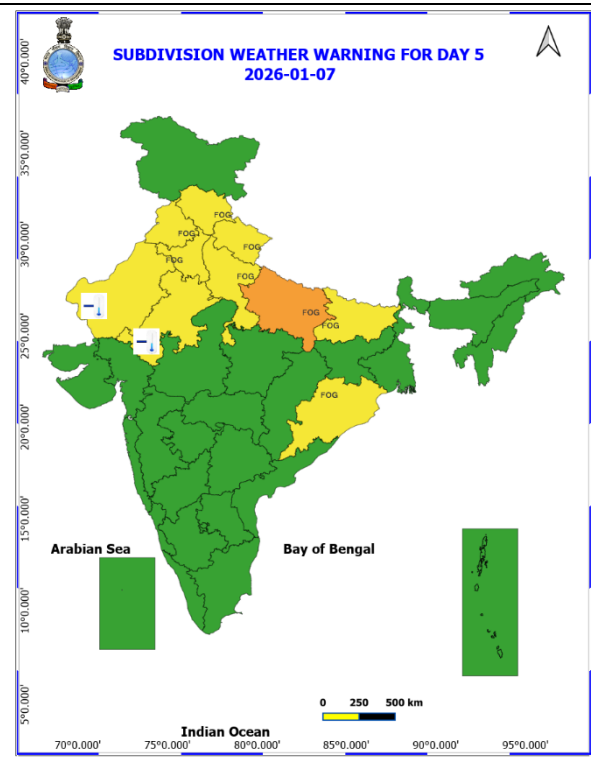 SUBDIVISION WEATHER WARNING FOR DAY 5
2026-01-07
40°0.000'
35°0.000'
30°0.000'
25°0.000'
20°0.000'
15°0.000'
10°0.000'
5°0.000'
FOG
FOG
FOG
FOG
FOG
FOG
FOG
FOG
Arabian Sea
Bay of Bengal
0 250 500 km
Indian Ocean
70°0.000' 75°0.000' 80°0.000' 85°0.000' 90°0.000' 95°0.000'